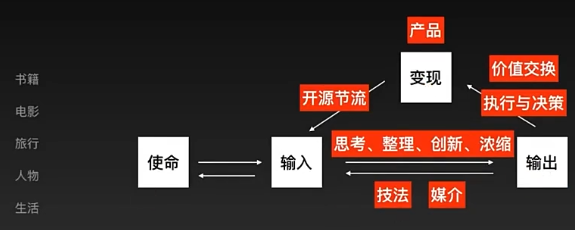 产品
变现
价值交换
开源节流
执行与决策
书籍
电影
旅行
人物
生活
使命
输入
思考、整理、创新、浓缩
输出
技法
媒介